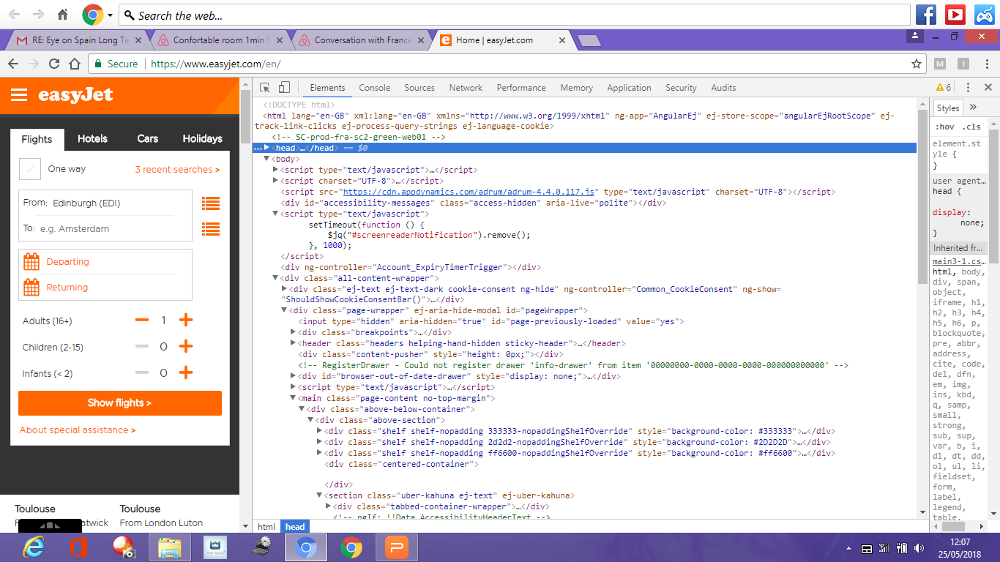 Search the web...
RE: Eye on Spain Long Te
Confortable room 1min f
Conversation with France
Home | easyJet.com
Secure
https://www.easyjet.com/en/
M
I
easyJet
Flights
Hotels
Cars
Holidays
One way
3 recent searches >
From: Edinburgh (EDI)
To: e.g. Amsterdam
Departing
Returning
Adults (16+)
1
Children (2-15)
0
Infants (< 2)
0
Show flights >
About special assistance >
Toulouse
Toulouse
atwick
From London Luton
Elements Console Sources Network Performance Memory Application Security Audits
6
<!DOCTYPE html>
<html lang="en-GB" xml:lang="en-GB" xmlns="http://www.w3.org/1999/xhtml" ng-app="AngularEj" ej-store-scope="angularEjRootScope" ej-
track-link-clicks ej-process-query-strings ej-language-cookie>
<!-- SC-prod-fra-sc2-green-web01 -->
…<head>…</head> == $0
<body>
<script type="text/javascript">…</script>
<script charset="UTF-8">…</script>
<script src="https://cdn.appdynamics.com/adrum/adrum-4.4.0.117.js" type="text/javascript" charset="UTF-8"></script>
<div id="accessibility-messages" class="access-hidden" aria-live="polite"></div>
<script type="text/javascript">
setTimeout(function () {
$jq("#screenreaderNotification").remove();
}, 1000);
</script>
<div ng-controller="Account_ExpiryTimerTrigger"></div>
<div class="all-content-wrapper">
<div class="ej-text ej-text-dark cookie-consent ng-hide" ng-controller="Common_CookieConsent" ng-show=
"ShouldShowCookieConsentBar()">…</div>
<div class="page-wrapper" ej-aria-hide-modal id="pageWrapper">
<input type="hidden" aria-hidden="true" id="page-previously-loaded" value="yes">
<div class="breakpoints">…</div>
<header class="headers helping-hand-hidden sticky-header">…</header>
<div class="content-pusher" style="height: 0px;"></div>
<!-- RegisterDrawer - Could not register drawer 'info-drawer' from item '00000000-0000-0000-0000-000000000000' -->
<div id="browser-out-of-date-drawer" style="display: none;">…</div>
<script type="text/javascript">…</script>
<main class="page-content no-top-margin">
<div class="above-below-container">
<div class="above-section">
<div class="shelf shelf-nopadding 333333-nopaddingShelfOverride" style="background-color: #333333">…</div>
<div class="shelf shelf-nopadding 2d2d2-nopaddingShelfOverride" style="background-color: #2D2D2D">…</div>
<div class="shelf shelf-nopadding ff6600-nopaddingShelfOverride" style="background-color: #ff6600">…</div>
<div class="centered-container">
</div>
<section class="uber-kahuna ej-text" ej-uber-kahuna>
<div class="tabbed-container-wrapper">…</div>
<!-- ngIf: !!Data.AccessibilityHeaderText -->
html head
Styles »
:hov .cls
element.st
yle {
}
user agent…
head {
display:
none;
}
Inherited fr…
main3-1.cs…
html, body,
div, span,
object,
iframe, h1,
h2, h3, h4,
h5, h6, p,
blockquote,
pre, abbr,
address,
cite, code,
del, dfn,
em, img,
ins, kbd,
q, samp,
small,
strong,
sub, sup,
var, b, i,
dl, dt, dd,
ol, ul, li,
fieldset,
form,
label,
legend,
table,
12:07
25/05/2018